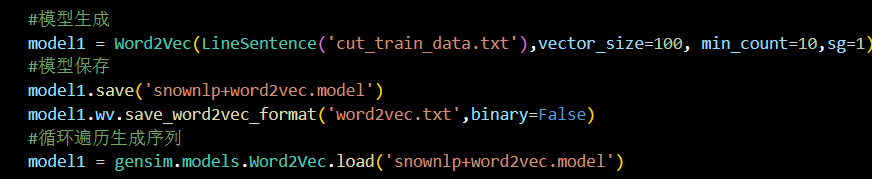 #模型生成
model1 = Word2Vec(LineSentence('cut_train_data.txt'),vector_size=100, min_count=10,sg=1)
#模型保存
model1.save('snownlp+word2vec.model')
model1.wv.save_word2vec_format('word2vec.txt',binary=False)
#循环遍历生成序列
model1 = gensim.models.Word2Vec.load('snownlp+word2vec.model')